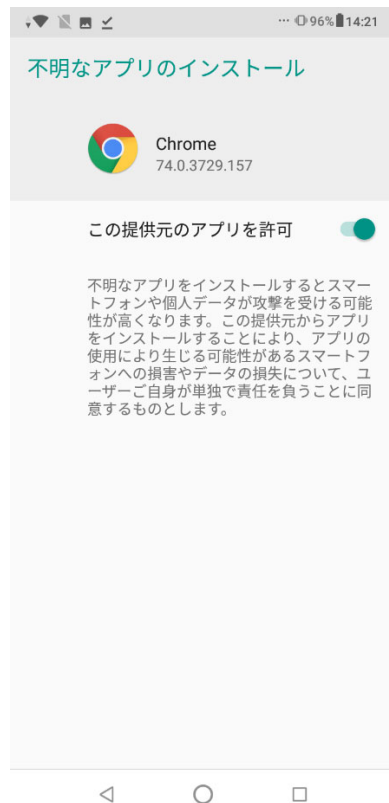 … 96% 14:21
不明なアプリのインストール
Chrome
74.0.3729.157
この提供元のアプリを許可
不明なアプリをインストールするとスマー
トフォンや個人データが攻撃を受ける可能
性が高くなります。この提供元からアプリ
をインストールすることにより、アプリの
使用により生じる可能性があるスマートフ
ォンへの損害やデータの損失について、ユ
ーザーご自身が単独で責任を負うことに同
意するものとします。